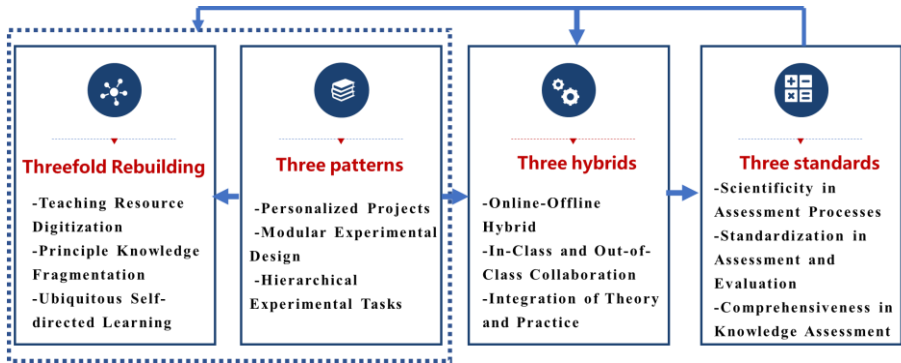 Threefold Rebuilding
-Teaching Resource
Digitization
-Principle Knowledge
Fragmentation
-Ubiquitous Self-
directed Learning
Three patterns
-Personalized Projects
-Modular Experimental
Design
-Hierarchical
Experimental Tasks
Three hybrids
-Online-Offline
Hybrid
-In-Class and Out-of-
Class Collaboration
-Integration of Theory
and Practice
Three standards
-Scientificity in
Assessment Processes
-Standardization in
Assessment and
Evaluation
-Comprehensiveness in
Knowledge Assessment